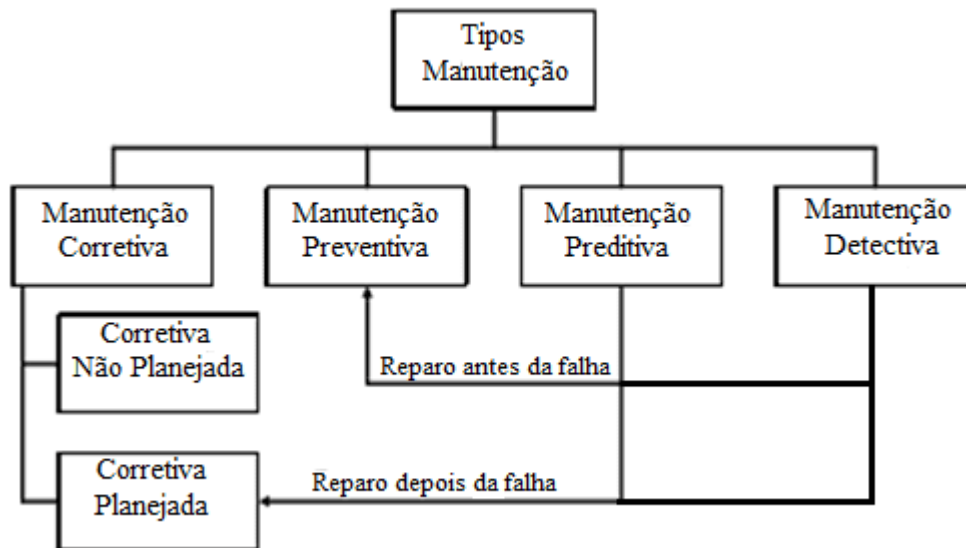 Tipos
Manutenção
Manutenção
Corretiva
Manutenção
Preventiva
Manutenção
Preditiva
Manutenção
Detectiva
Corretiva
Não Planejada
Reparo antes da falha
Corretiva
Planejada
Reparo depois da falha